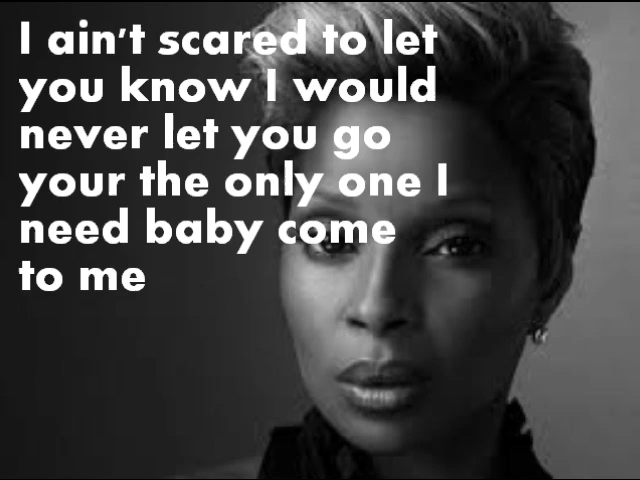 I ain't scared to let
you know I would
never let you go
your the only one I
need baby come
to me